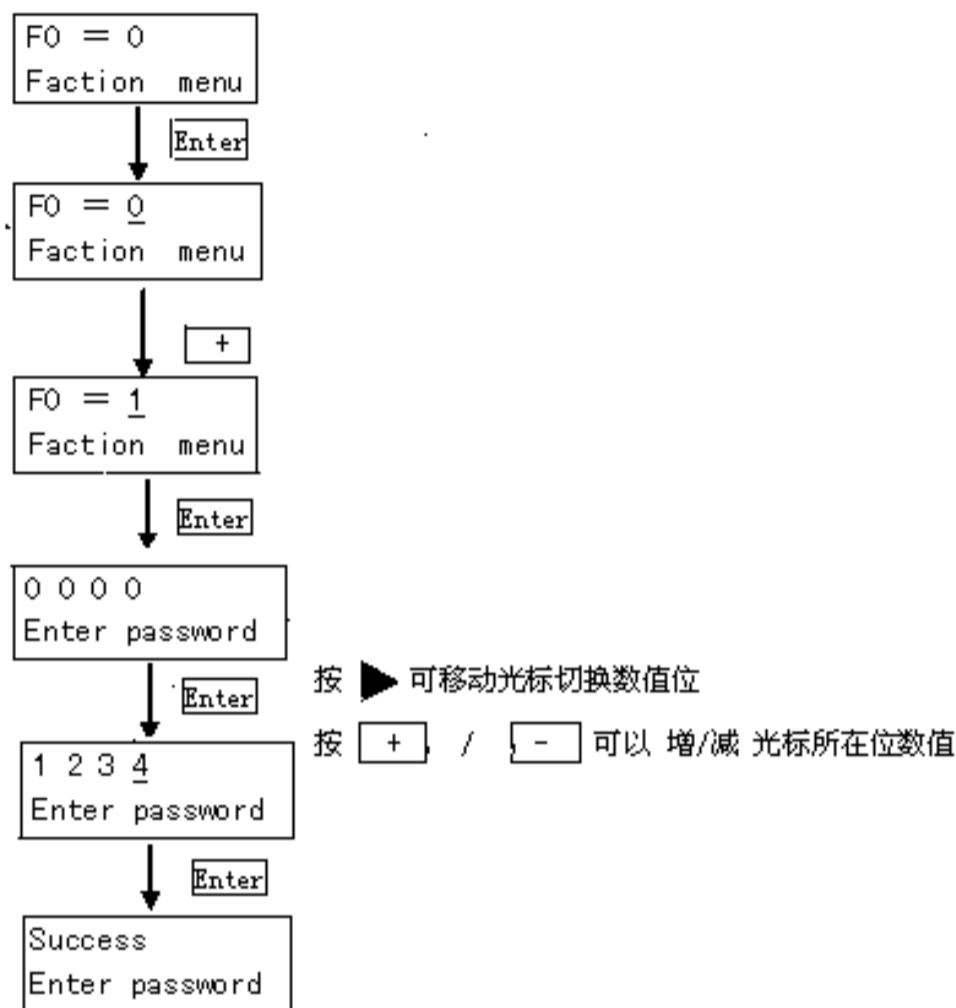 F0 = 0
Faction menu
Enter
F0 = 0
Faction menu
+
F0 = 1
Faction menu
Enter
0 0 0 0
Enter password
Enter
按 ▶ 可移动光标切换数值位
按 + / - 可以 增/减 光标所在位数值
1 2 3 4
Enter password
Enter
Success
Enter password